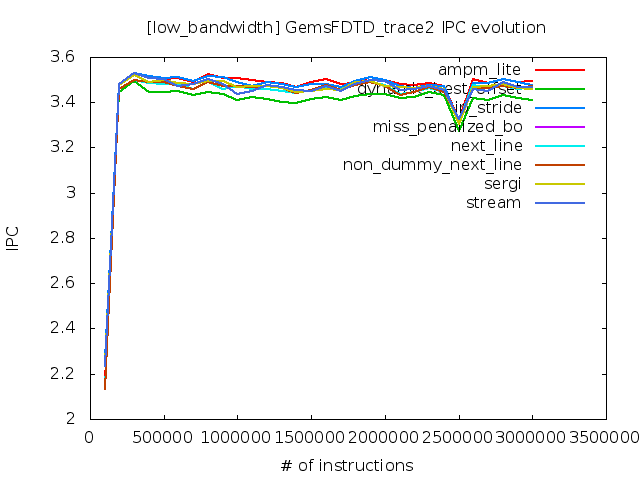 [low_bandwidth] GemsFDTD_trace2 IPC evolution
3.6
3.4
3.2
3
2.8
2.6
2.4
2.2
2
IPC
ampm_lite
stride
miss_penalized_bo
next_line
non_dummy_next_line
sergi
stream
0 500000 1000000 1500000 2000000 2500000 3000000 3500000
# of instructions